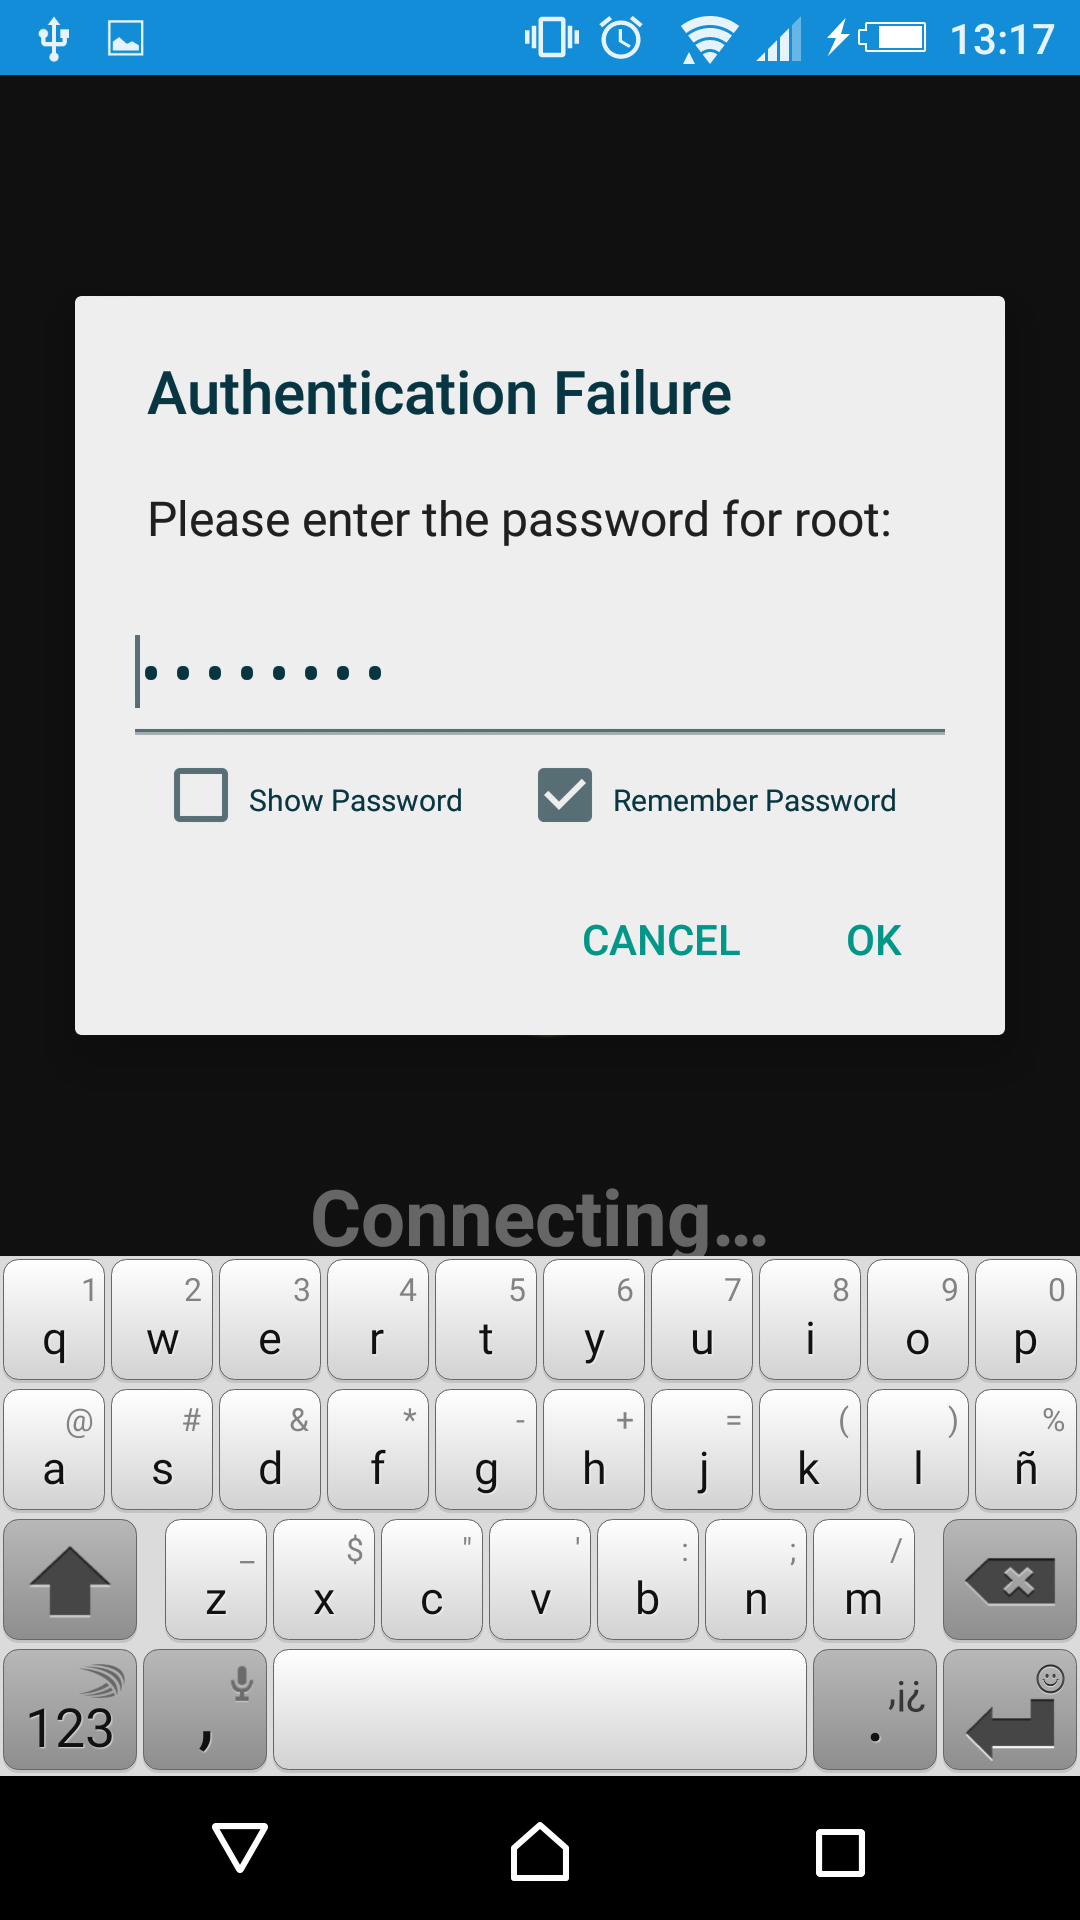 13:17
Authentication Failure
Please enter the password for root:
••••••••
Show Password Remember Password
CANCEL OK
Connecting...
1 2 3 4 5 6 7 8 9 0
q w e r t y u i o p
@ # & * - + = ( ) %
a s d f g h j k l ñ
_ $ " ' : ; /
z x c v b n m
,¡¿
123 , .